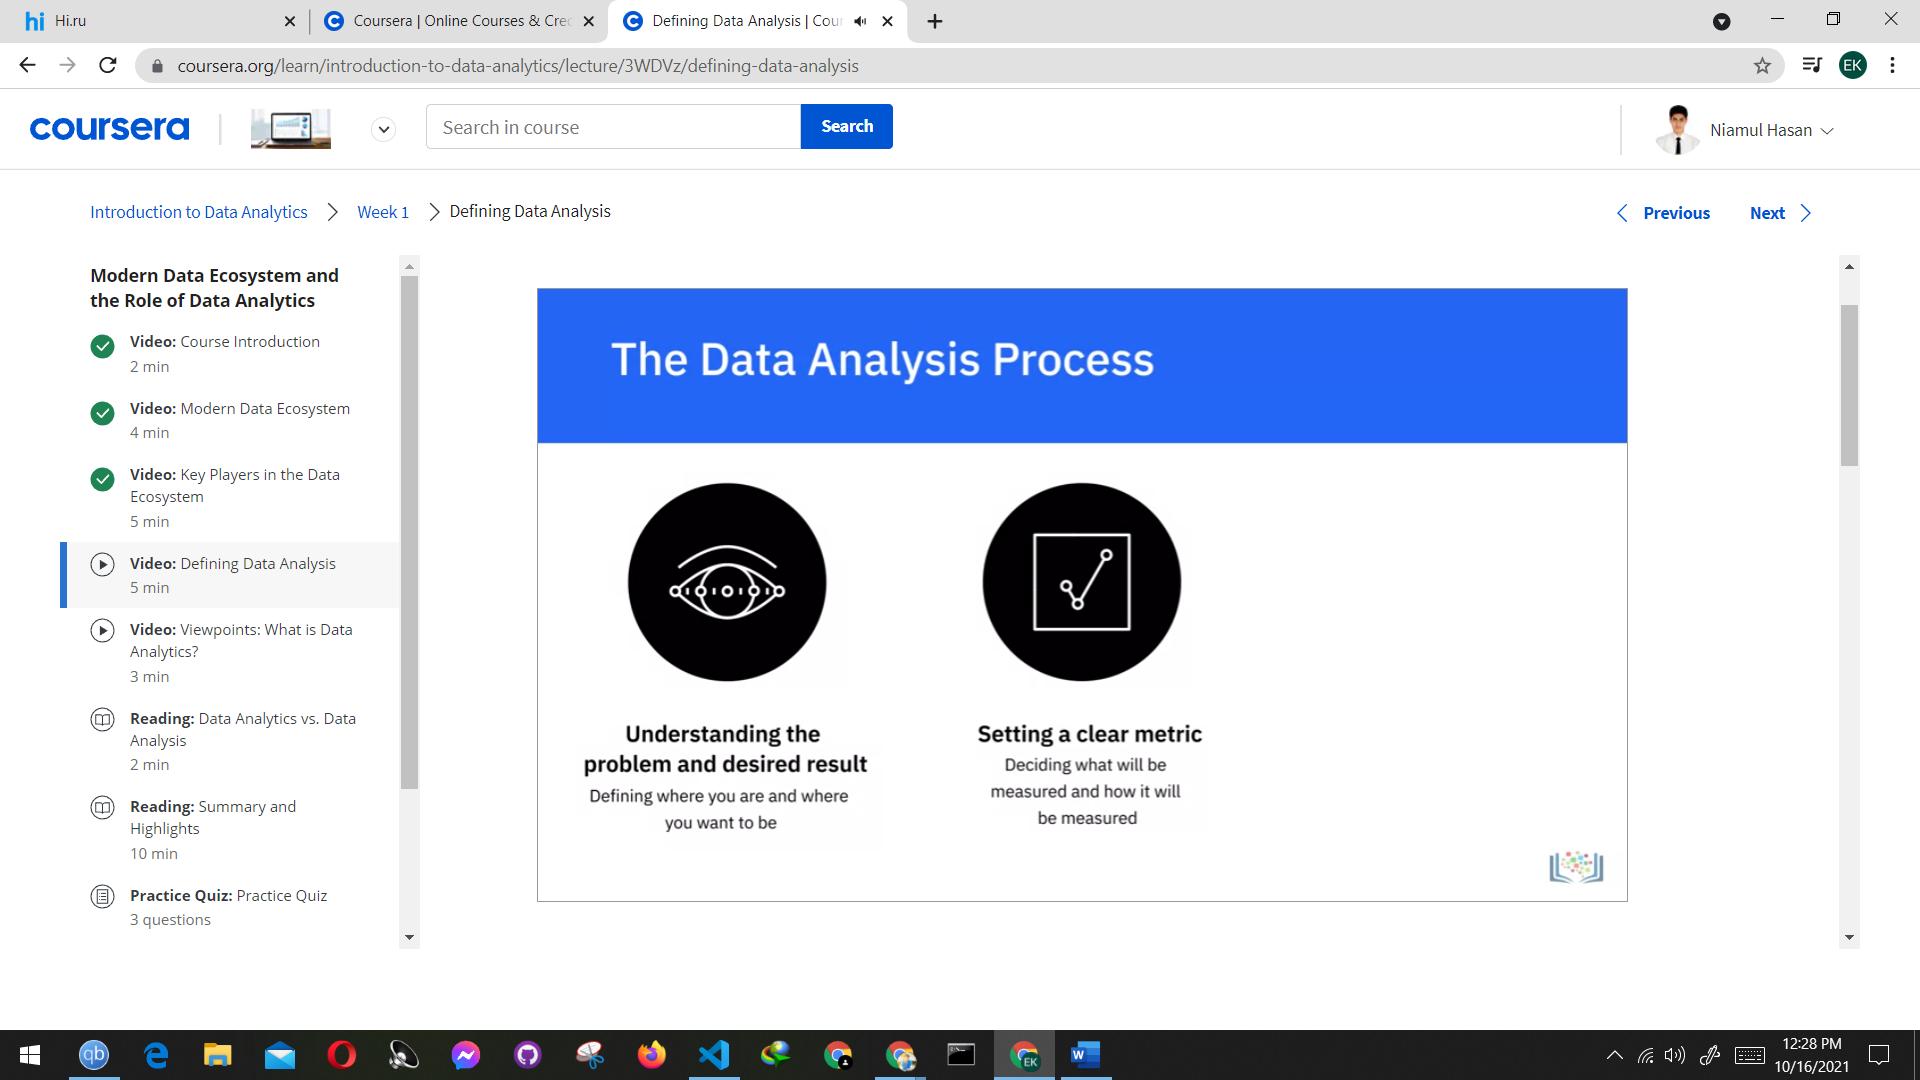 Hi.ru
Coursera | Online Courses & Cre
Defining Data Analysis | Cour
coursera.org/learn/introduction-to-data-analytics/lecture/3WDVz/defining-data-analysis
EK
coursera
Search in course
Search
Niamul Hasan
Introduction to Data Analytics
Week 1
Defining Data Analysis
Previous
Next
Modern Data Ecosystem and
the Role of Data Analytics
Video: Course Introduction
2 min
Video: Modern Data Ecosystem
4 min
Video: Key Players in the Data
Ecosystem
5 min
Video: Defining Data Analysis
5 min
Video: Viewpoints: What is Data
Analytics?
3 min
Reading: Data Analytics vs. Data
Analysis
2 min
Reading: Summary and
Highlights
10 min
Practice Quiz: Practice Quiz
3 questions
The Data Analysis Process
Understanding the
problem and desired result
Defining where you are and where
you want to be
Setting a clear metric
Deciding what will be
measured and how it will
be measured
12:28 PM
10/16/2021